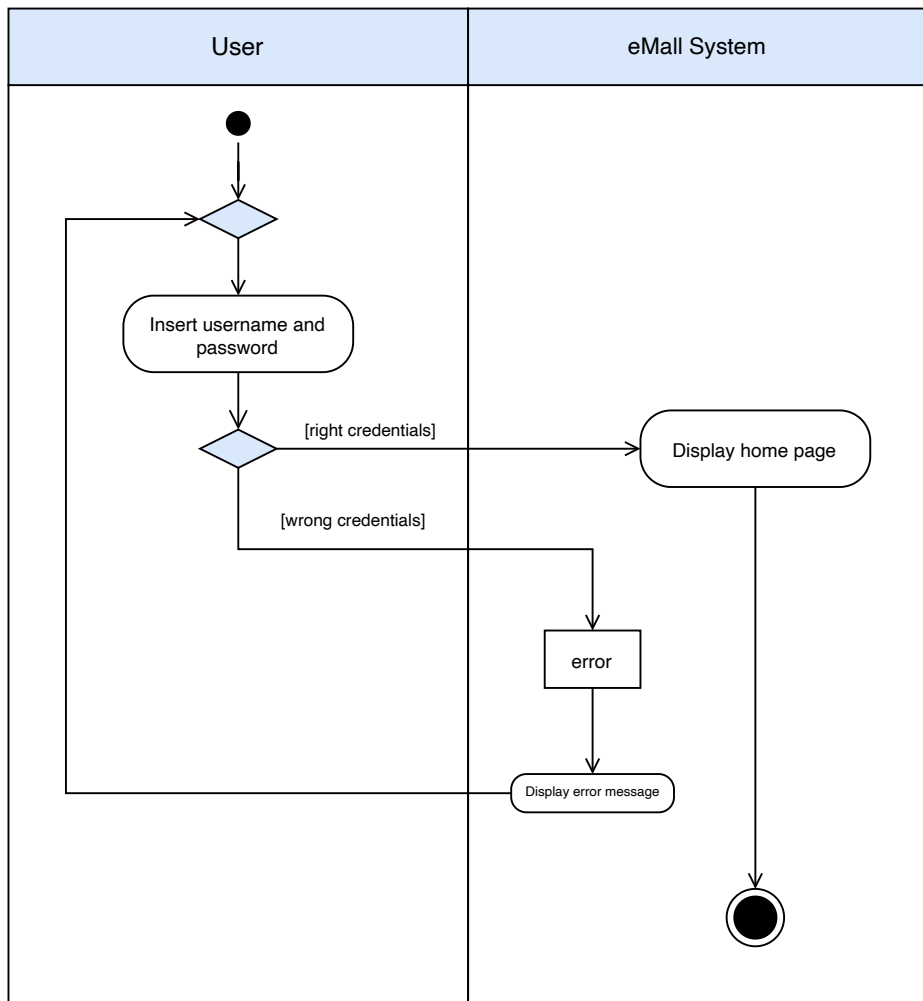 User
eMall System
Insert username and
password
[right credentials]
Display home page
[wrong credentials]
error
Display error message